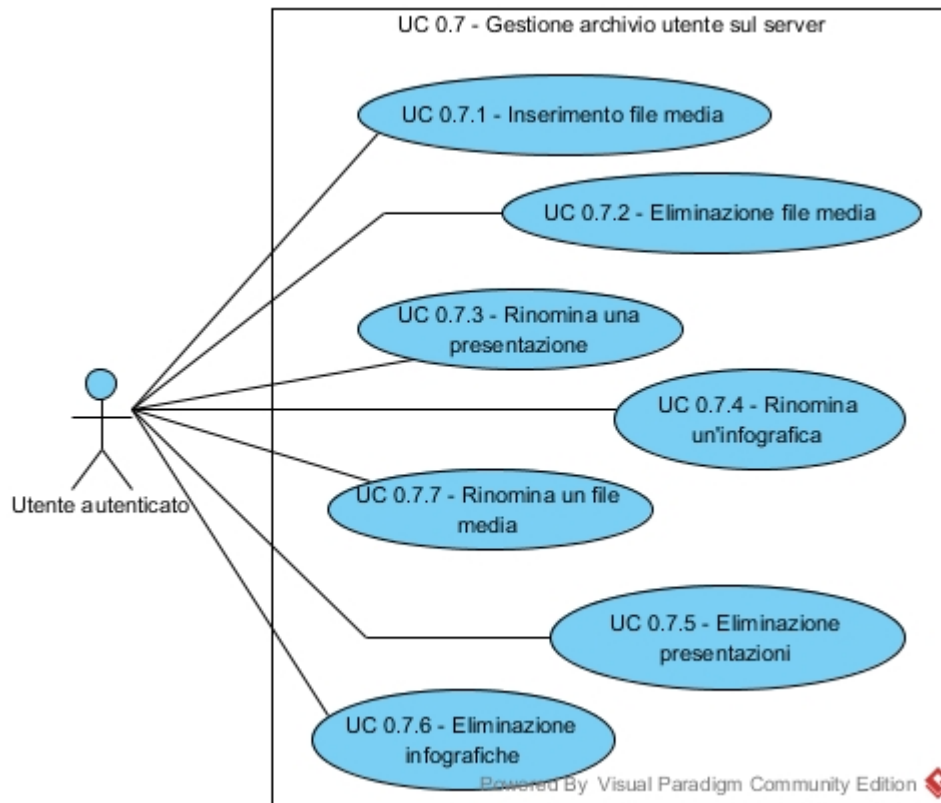 UC 0.7 - Gestione archivio utente sul server
UC 0.7.1 - Inserimento file media
UC 0.7.2 - Eliminazione file media
UC 0.7.3 - Rinomina una
presentazione
UC 0.7.4 - Rinomina
un'infografica
UC 0.7.7 - Rinomina un file
media
Utente autenticato
UC 0.7.5 - Eliminazione
presentazioni
UC 0.7.6 - Eliminazione
infografiche
Powered By Visual Paradigm Community Edition